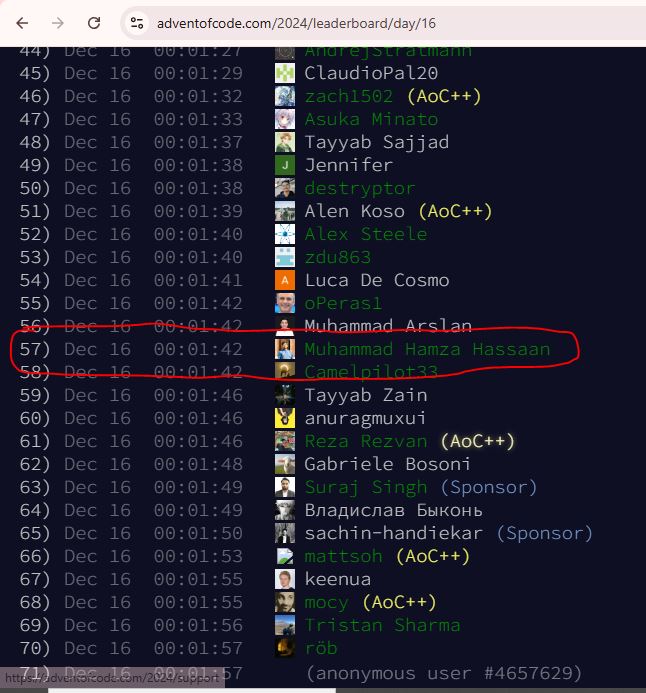 adventofcode.com/2024/leaderboard/day/16
44) Dec 16 00:01:27 AndrejStratmann
45) Dec 16 00:01:29 ClaudioPal20
46) Dec 16 00:01:32 zach1502 (AoC++)
47) Dec 16 00:01:33 Asuka Minato
48) Dec 16 00:01:37 Tayyab Sajjad
49) Dec 16 00:01:38 J Jennifer
50) Dec 16 00:01:38 destryptor
51) Dec 16 00:01:39 Alen Koso (AoC++)
52) Dec 16 00:01:40 Alex Steele
53) Dec 16 00:01:40 zdu863
54) Dec 16 00:01:41 A Luca De Cosmo
55) Dec 16 00:01:42 oPeras1
56) Dec 16 00:01:42 Muhammad Arslan
57) Dec 16 00:01:42 Muhammad Hamza Hassaan
58) Dec 16 00:01:42 Camelpilot33
59) Dec 16 00:01:46 Tayyab Zain
60) Dec 16 00:01:46 anuragmuxui
61) Dec 16 00:01:46 Reza Rezvan (AoC++)
62) Dec 16 00:01:48 Gabriele Bosoni
63) Dec 16 00:01:49 Suraj Singh (Sponsor)
64) Dec 16 00:01:49 Владислав Быконь
65) Dec 16 00:01:50 sachin-handiekar (Sponsor)
66) Dec 16 00:01:53 mattsoh (AoC++)
67) Dec 16 00:01:55 keenua
68) Dec 16 00:01:55 mocy (AoC++)
69) Dec 16 00:01:56 Tristan Sharma
70) Dec 16 00:01:57 röb
71) Dec 16 00:01:57 (anonymous user #4657629)
https://adventofcode.com/2024/support